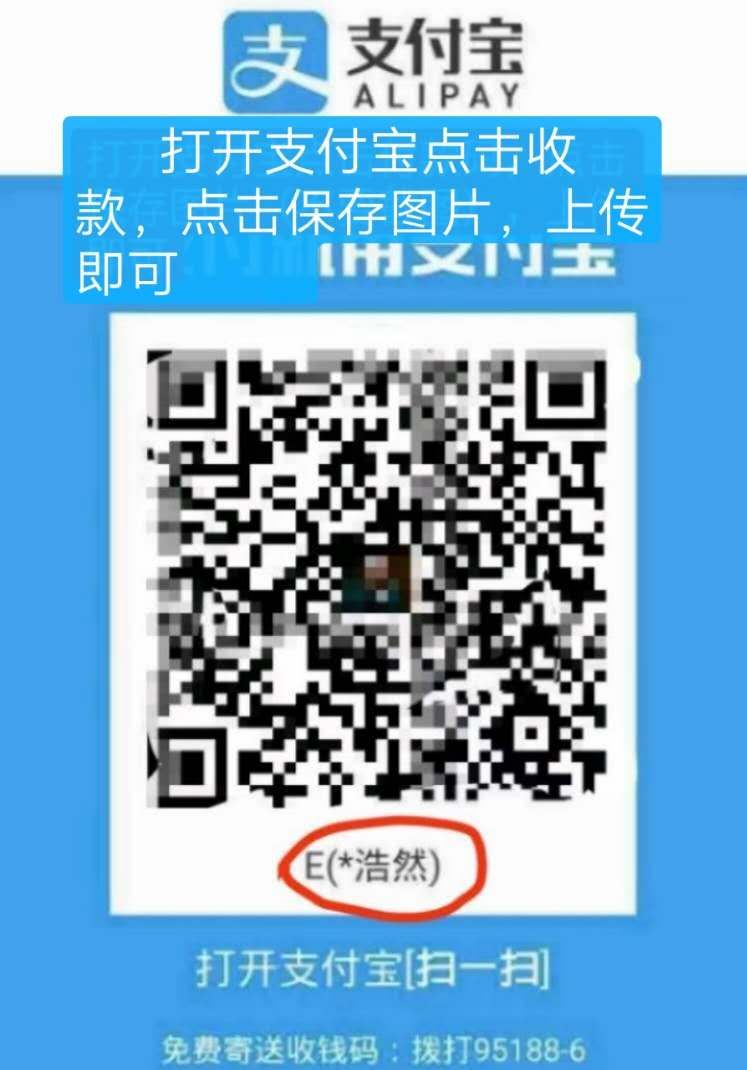 支付宝
ALIPAY
打开支付宝点击收
款，点击保存图片，上传
即可
E(*浩然)
打开支付宝[扫一扫]
免费寄送收钱码：拨打95188-6